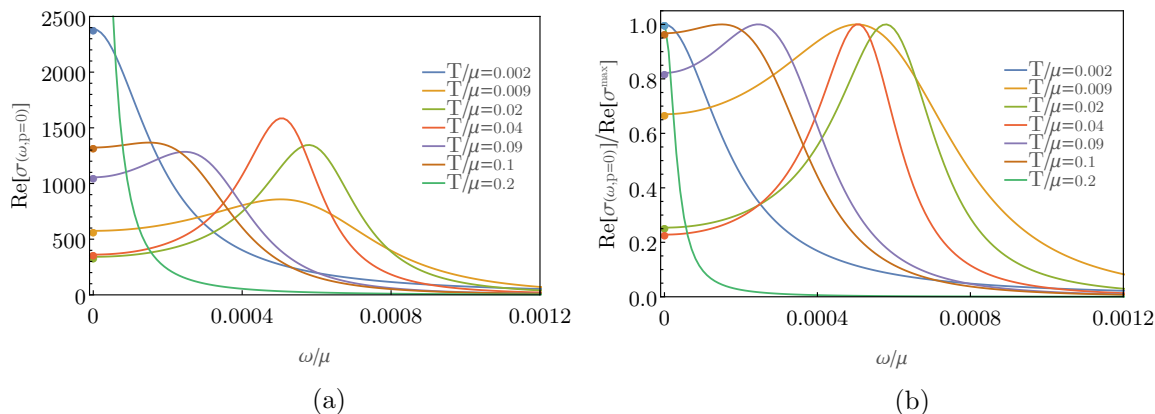 2500
2000
1500
1000
500
0
Re[σ(ω,p=0)]
T/μ=0.002
T/μ=0.009
T/μ=0.02
T/μ=0.04
T/μ=0.09
T/μ=0.1
T/μ=0.2
0 0.0004 0.0008 0.0012
ω/μ
(a)
1.0
0.8
0.6
0.4
0.2
0.0
Re[σ(ω,p=0)]/Re[σ^max]
T/μ=0.002
T/μ=0.009
T/μ=0.02
T/μ=0.04
T/μ=0.09
T/μ=0.1
T/μ=0.2
0 0.0004 0.0008 0.0012
ω/μ
(b)